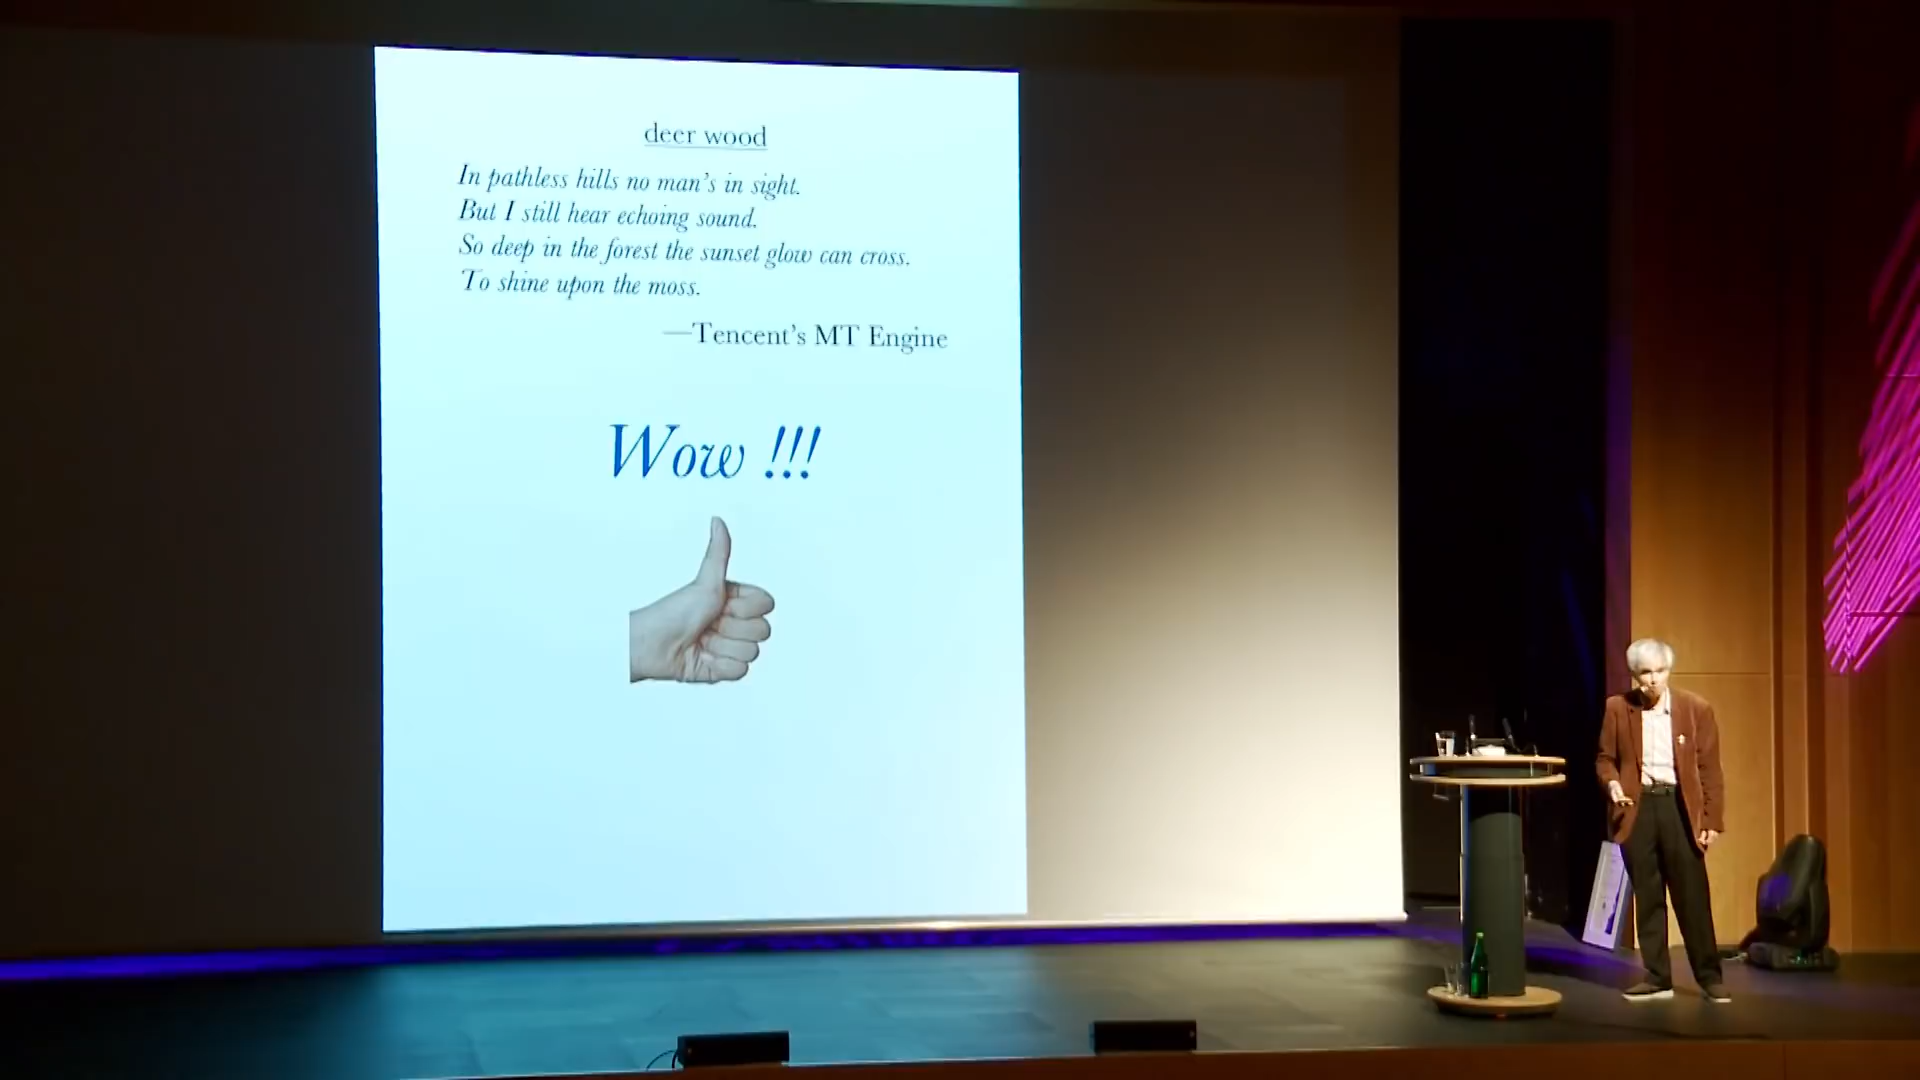 deer wood
In pathless hills no man's in sight.
But I still hear echoing sound.
So deep in the forest the sunset glow can cross.
To shine upon the moss.
—Tencent's MT Engine
Wow !!!